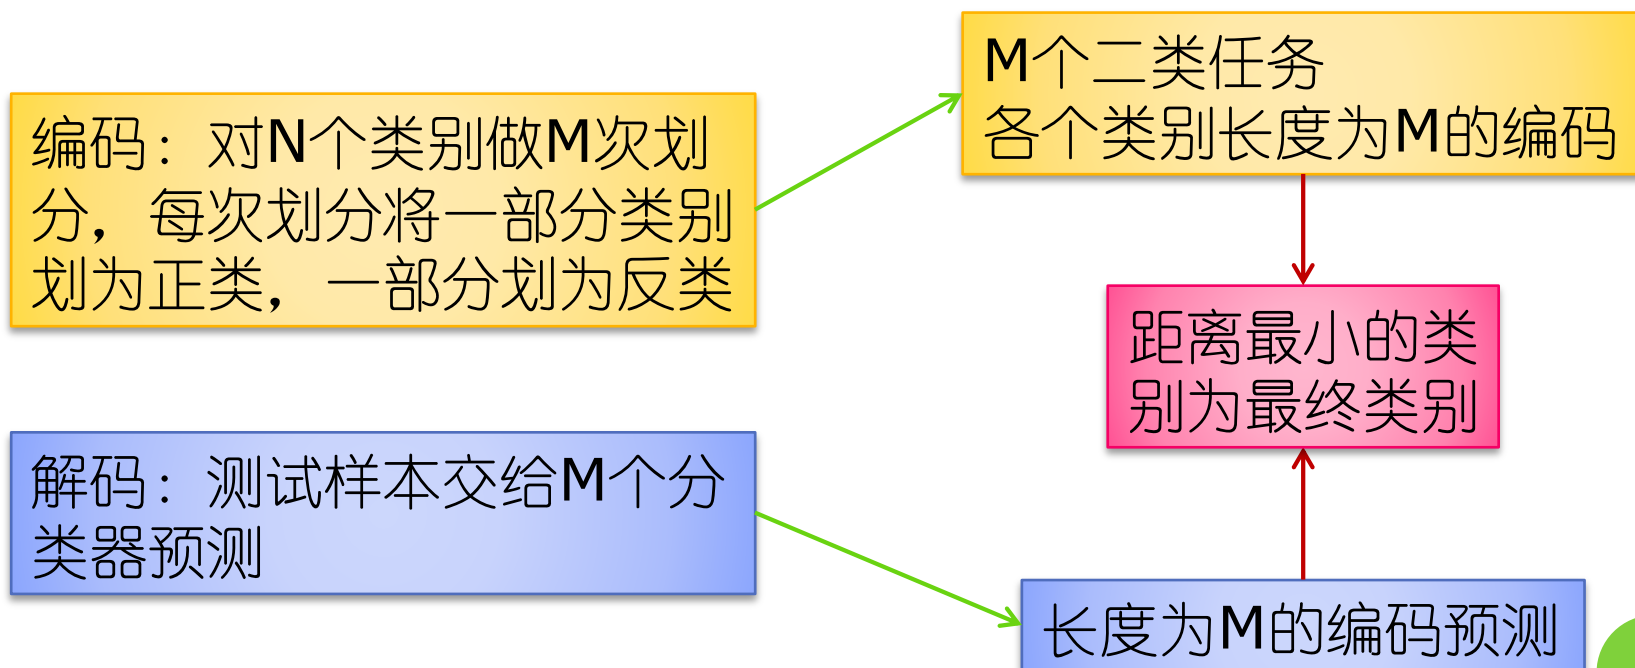 编码：对N个类别做M次划
分，每次划分将一部分类别
划为正类，一部分划为反类
M个二类任务
各个类别长度为M的编码
距离最小的类
别为最终类别
解码：测试样本交给M个分
类器预测
长度为M的编码预测